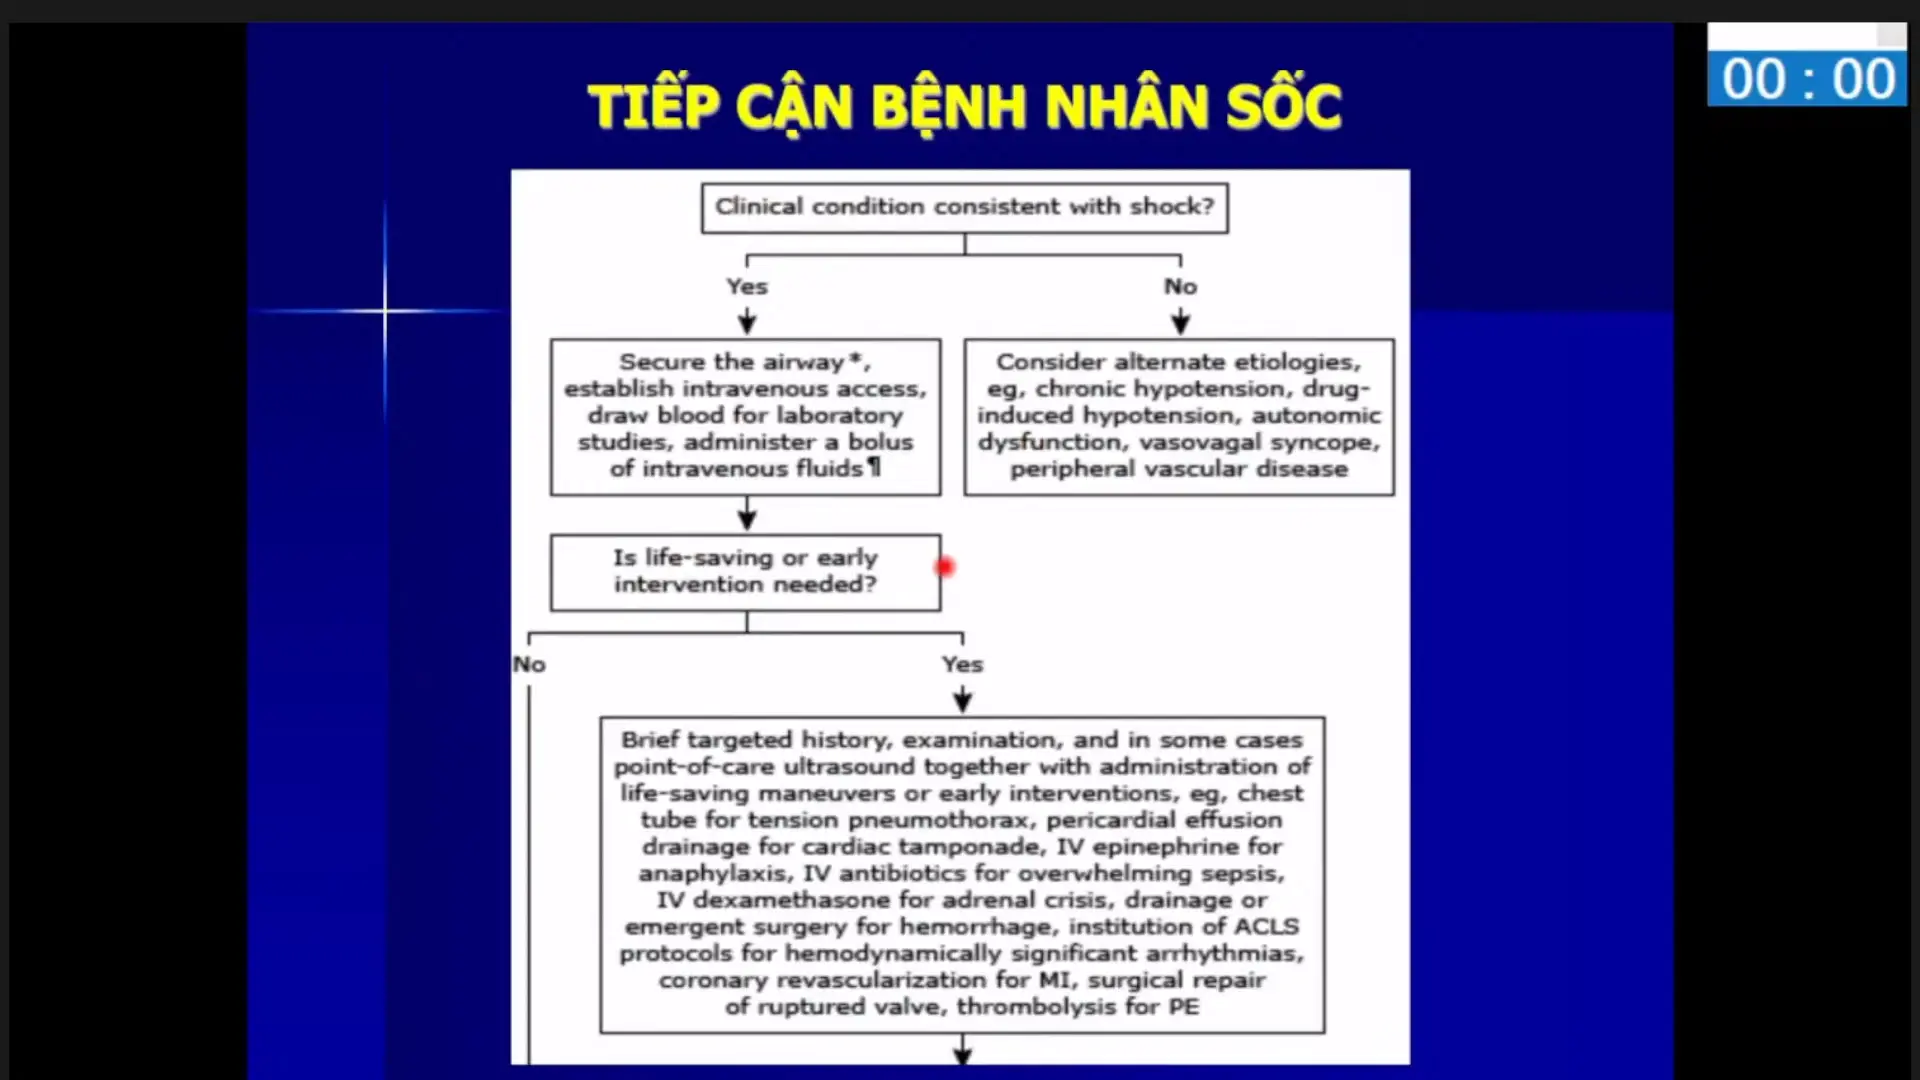 TIẾP CẬN BỆNH NHÂN SỐC
00 : 00
Clinical condition consistent with shock?
Yes
No
Secure the airway*,
establish intravenous access,
draw blood for laboratory
studies, administer a bolus
of intravenous fluids¶
Consider alternate etiologies,
eg, chronic hypotension, drug-
induced hypotension, autonomic
dysfunction, vasovagal syncope,
peripheral vascular disease
Is life-saving or early
intervention needed?
No
Yes
Brief targeted history, examination, and in some cases
point-of-care ultrasound together with administration of
life-saving maneuvers or early interventions, eg, chest
tube for tension pneumothorax, pericardial effusion
drainage for cardiac tamponade, IV epinephrine for
anaphylaxis, IV antibiotics for overwhelming sepsis,
IV dexamethasone for adrenal crisis, drainage or
emergent surgery for hemorrhage, institution of ACLS
protocols for hemodynamically significant arrhythmias,
coronary revascularization for MI, surgical repair
of ruptured valve, thrombolysis for PE